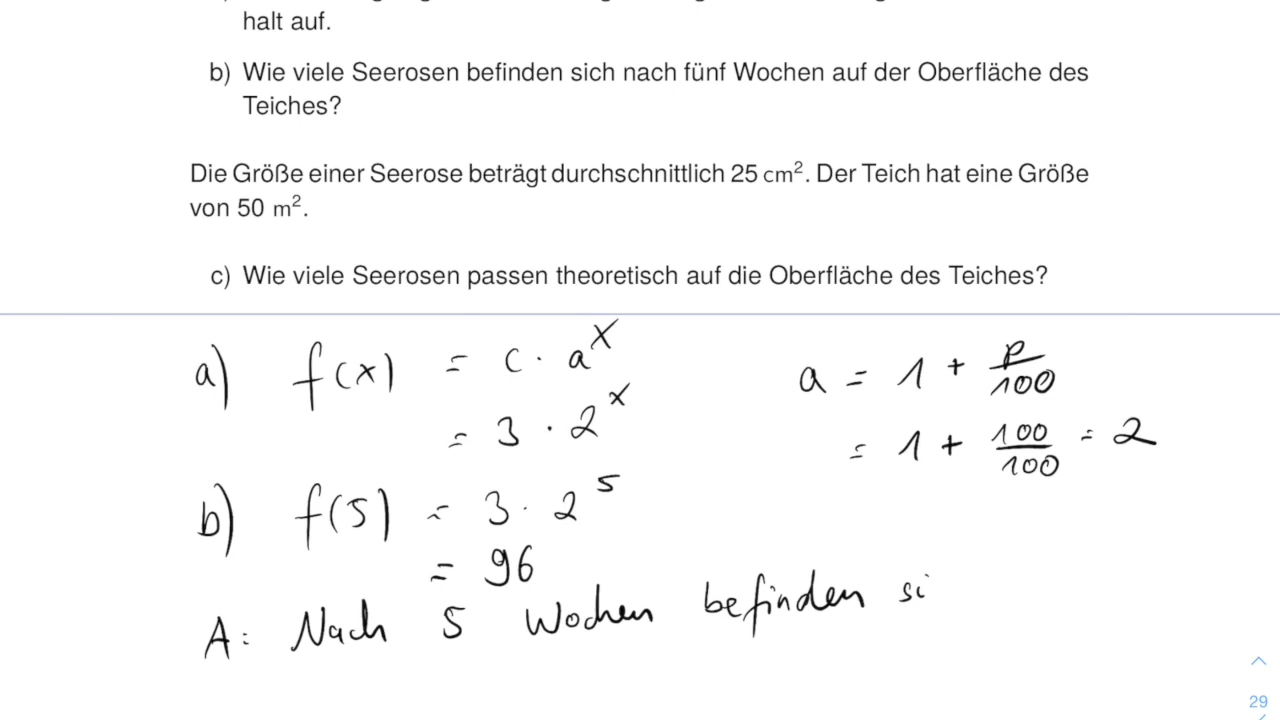 halt auf.
b) Wie viele Seerosen befinden sich nach fünf Wochen auf der Oberfläche des
Teiches?
Die Größe einer Seerose beträgt durchschnittlich 25 cm². Der Teich hat eine Größe
von 50 m².
c) Wie viele Seerosen passen theoretisch auf die Oberfläche des Teiches?
a) f(x) = c · a^x
= 3 · 2^x
a = 1 + p/100
= 1 + 100/100 = 2
b) f(5) = 3 · 2^5
= 96
A: Nach 5 Wochen befinden si
29